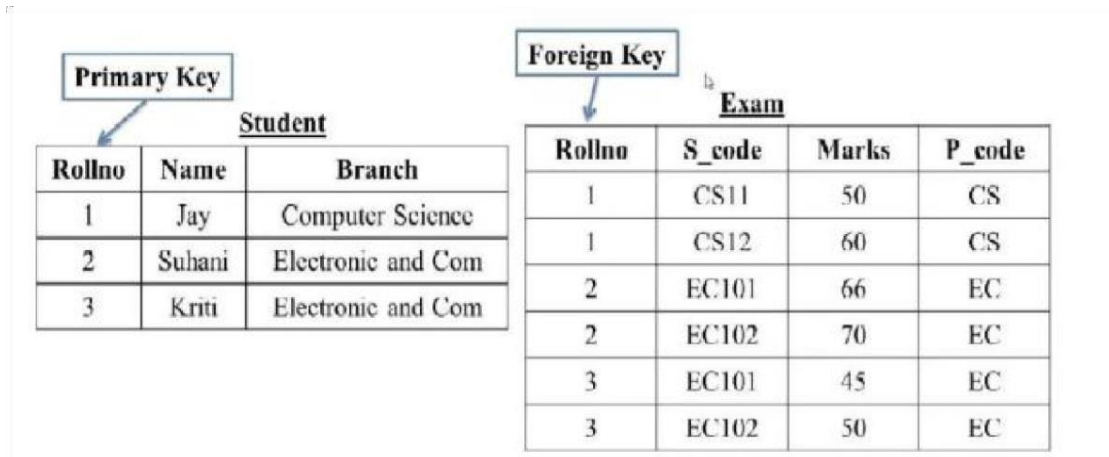 Primary Key
Student
Rollno Name Branch
1 Jay Computer Science
2 Suhani Electronic and Com
3 Kriti Electronic and Com
Foreign Key
Exam
Rollno S_code Marks P_code
1 CS11 50 CS
1 CS12 60 CS
2 EC101 66 EC
2 EC102 70 EC
3 EC101 45 EC
3 EC102 50 EC